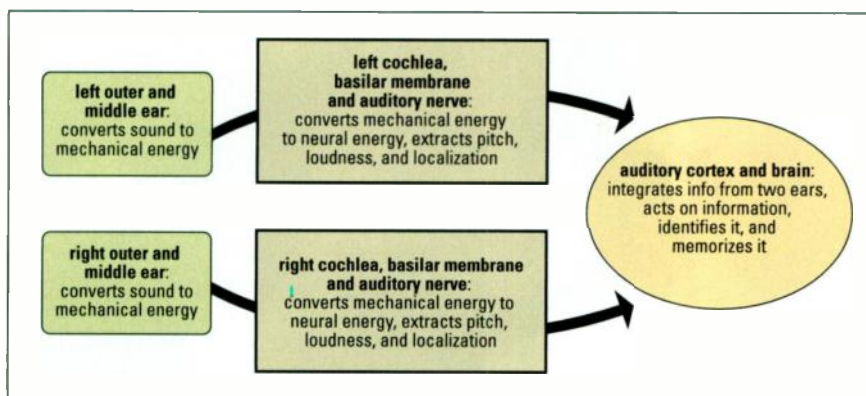 left outer and
middle ear:
converts sound to
mechanical energy
left cochlea,
basilar membrane
and auditory nerve:
converts mechanical energy
to neural energy, extracts pitch,
loudness, and localization
right outer and
middle ear:
converts sound to
mechanical energy
right cochlea, basilar membrane
and auditory nerve:
converts mechanical energy to
neural energy, extracts pitch,
loudness, and localization
auditory cortex and brain:
integrates info from two ears,
acts on information,
identifies it, and
memorizes it